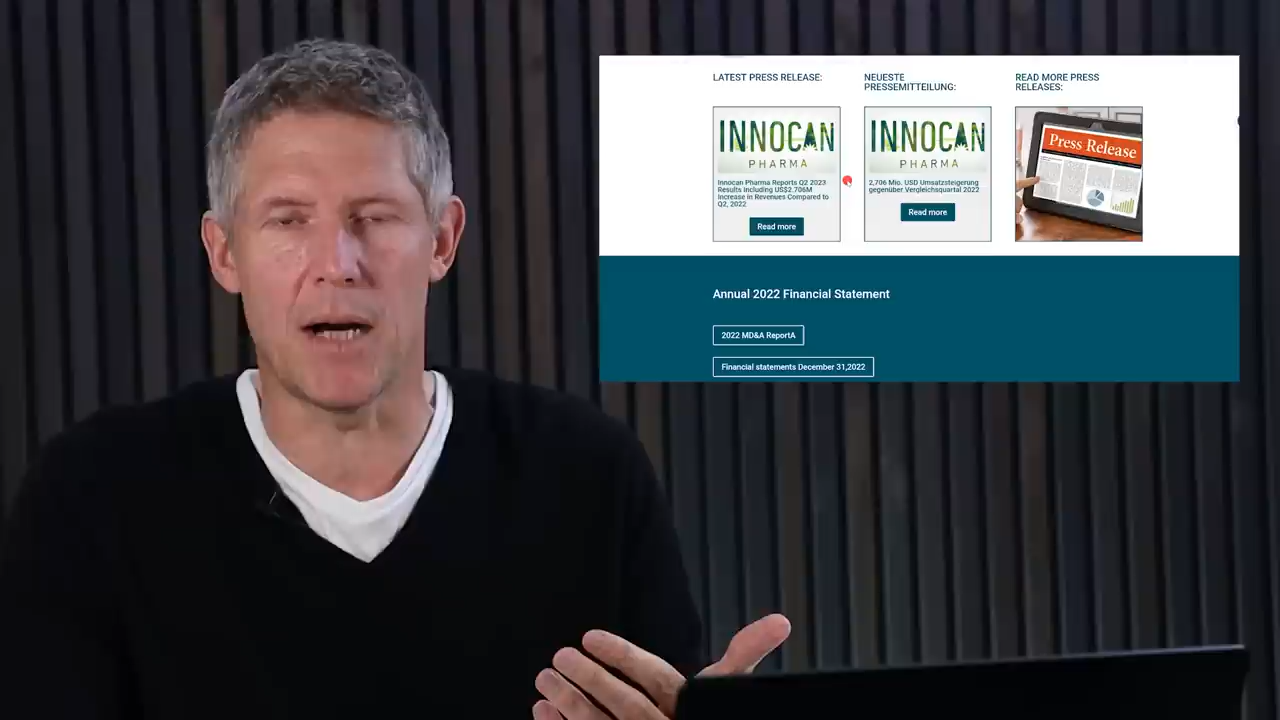 LATEST PRESS RELEASE:
INNOCAN
PHARMA
Innocan Pharma Reports Q2 2023
Results Including US$2.706M
Increase in Revenues Compared to
Q2, 2022
Read more
NEUESTE
PRESSEMITTEILUNG:
INNOCAN
PHARMA
2,706 Mio. USD Umsatzsteigerung
gegenüber Vergleichsquartal 2022
Read more
READ MORE PRESS
RELEASES:
Press Release
Annual 2022 Financial Statement
2022 MD&A ReportA
Financial statements December 31,2022